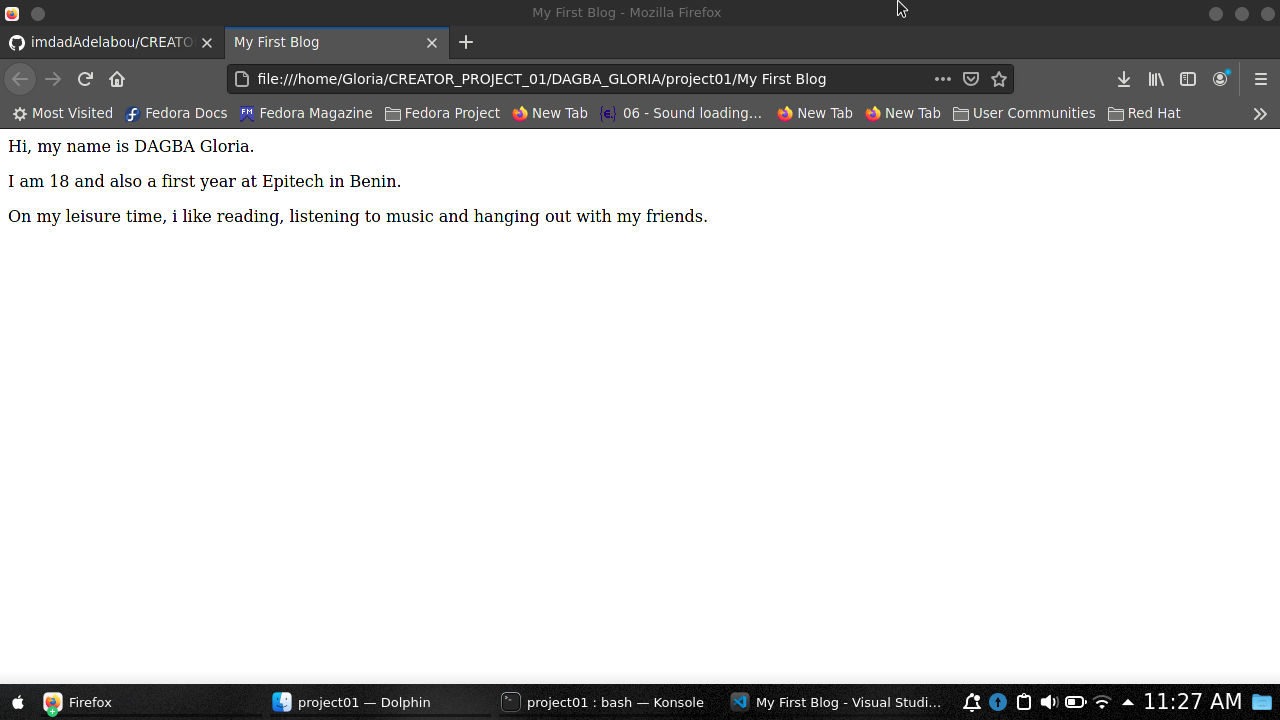 My First Blog - Mozilla Firefox
imdadAdelabou/CREATO
My First Blog
file:///home/Gloria/CREATOR_PROJECT_01/DAGBA_GLORIA/project01/My First Blog
Most Visited Fedora Docs FM Fedora Magazine Fedora Project New Tab {e.} 06 - Sound loading... New Tab New Tab User Communities Red Hat
Hi, my name is DAGBA Gloria.
I am 18 and also a first year at Epitech in Benin.
On my leisure time, i like reading, listening to music and hanging out with my friends.
Firefox project01 — Dolphin project01 : bash — Konsole My First Blog - Visual Studi... 11:27 AM